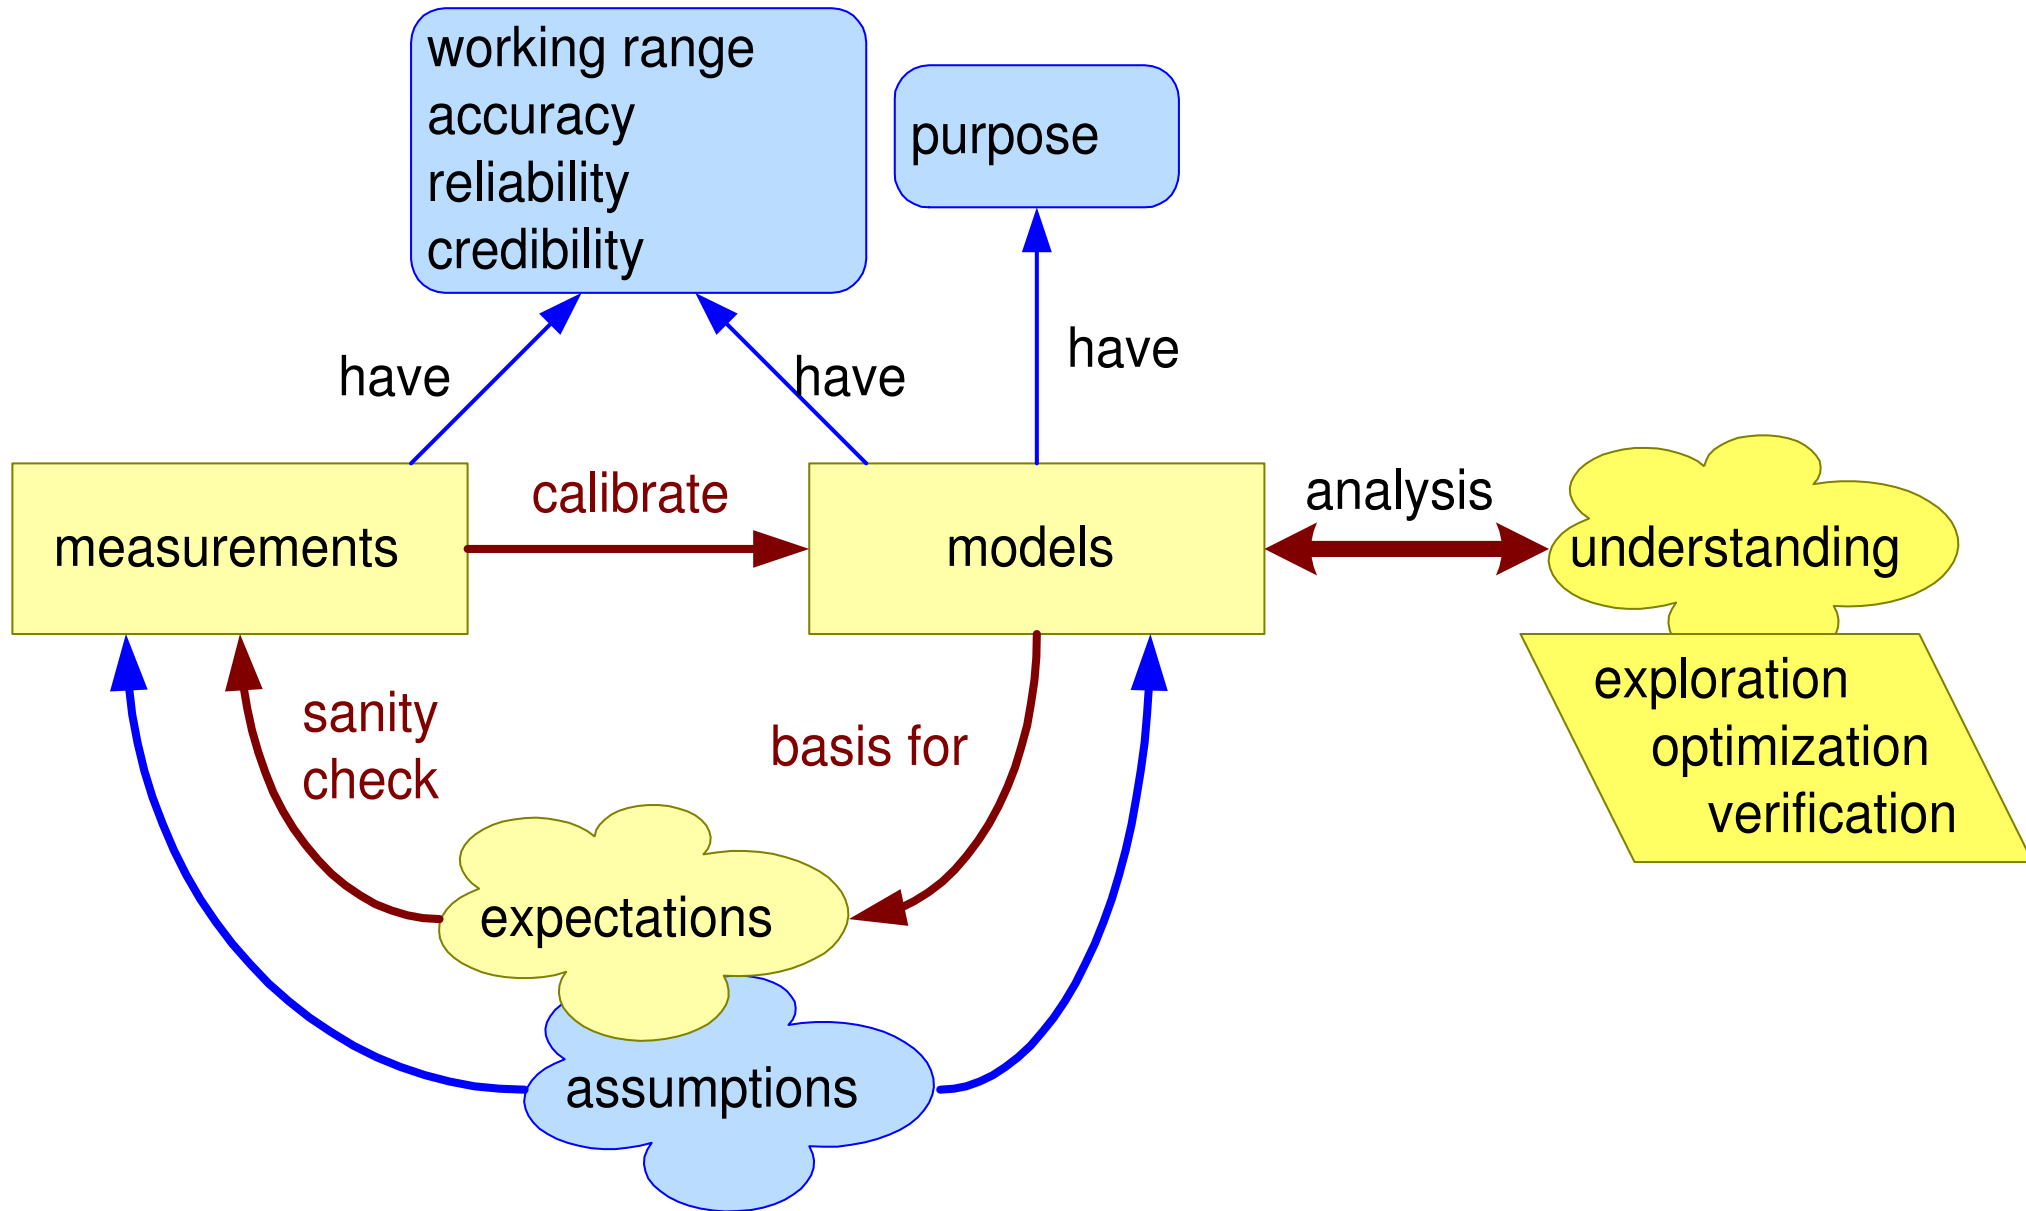 working range
accuracy
reliability
credibility
purpose
have
have
have
measurements
calibrate
models
analysis
understanding
exploration
optimization
verification
sanity
check
basis for
expectations
assumptions